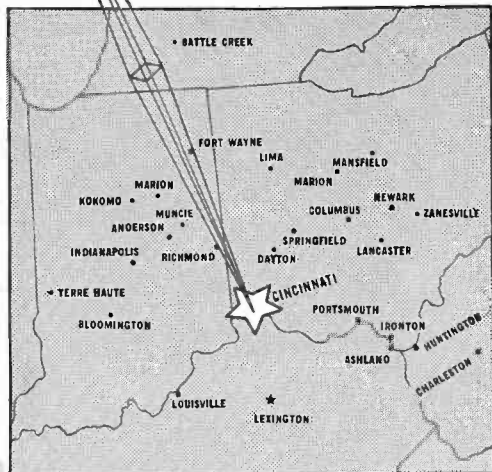 BATTLE CREEK
FORT WAYNE
LIMA
MANSFIELD
MARION
MARION
KOKOMO
NEWARK
MUNCIE
ZANESVILLE
COLUMBUS
ANDERSON
SPRINGFIELD
LANCASTER
INDIANAPOLIS
RICHMOND
DAYTON
CINCINNATI
TERRE HAUTE
PORTSMOUTH
BLOOMINGTON
IRONTON
HUNTINGTON
ASHLAND
CHARLESTON
LOUISVILLE
LEXINGTON